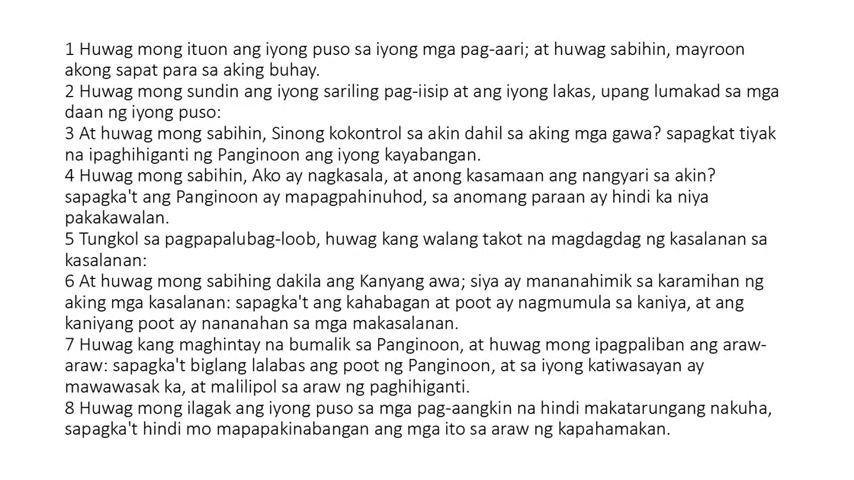 1 Huwag mong ituon ang iyong puso sa iyong mga pag-aari; at huwag sabihin, mayroon
akong sapat para sa aking buhay.
2 Huwag mong sundin ang iyong sariling pag-iisip at ang iyong lakas, upang lumakad sa mga
daan ng iyong puso:
3 At huwag mong sabihin, Sinong kokontrol sa akin dahil sa aking mga gawa? sapagkat tiyak
na ipaghihiganti ng Panginoon ang iyong kayabangan.
4 Huwag mong sabihin, Ako ay nagkasala, at anong kasamaan ang nangyari sa akin?
sapagka't ang Panginoon ay mapagpahinuhod, sa anomang paraan ay hindi ka niya
pakakawalan.
5 Tungkol sa pagpapalubag-loob, huwag kang walang takot na magdagdag ng kasalanan sa
kasalanan:
6 At huwag mong sabihing dakila ang Kanyang awa; siya ay mananahimik sa karamihan ng
aking mga kasalanan: sapagka't ang kahabagan at poot ay nagmumula sa kaniya, at ang
kaniyang poot ay nananahan sa mga makasalanan.
7 Huwag kang maghintay na bumalik sa Panginoon, at huwag mong ipagpaliban ang araw-
araw: sapagka't biglang lalabas ang poot ng Panginoon, at sa iyong katiwasayan ay
mawawasak ka, at malilipol sa araw ng paghihiganti.
8 Huwag mong ilagak ang iyong puso sa mga pag-aangkin na hindi makatarungang nakuha,
sapagka't hindi mo mapapakinabangan ang mga ito sa araw ng kapahamakan.